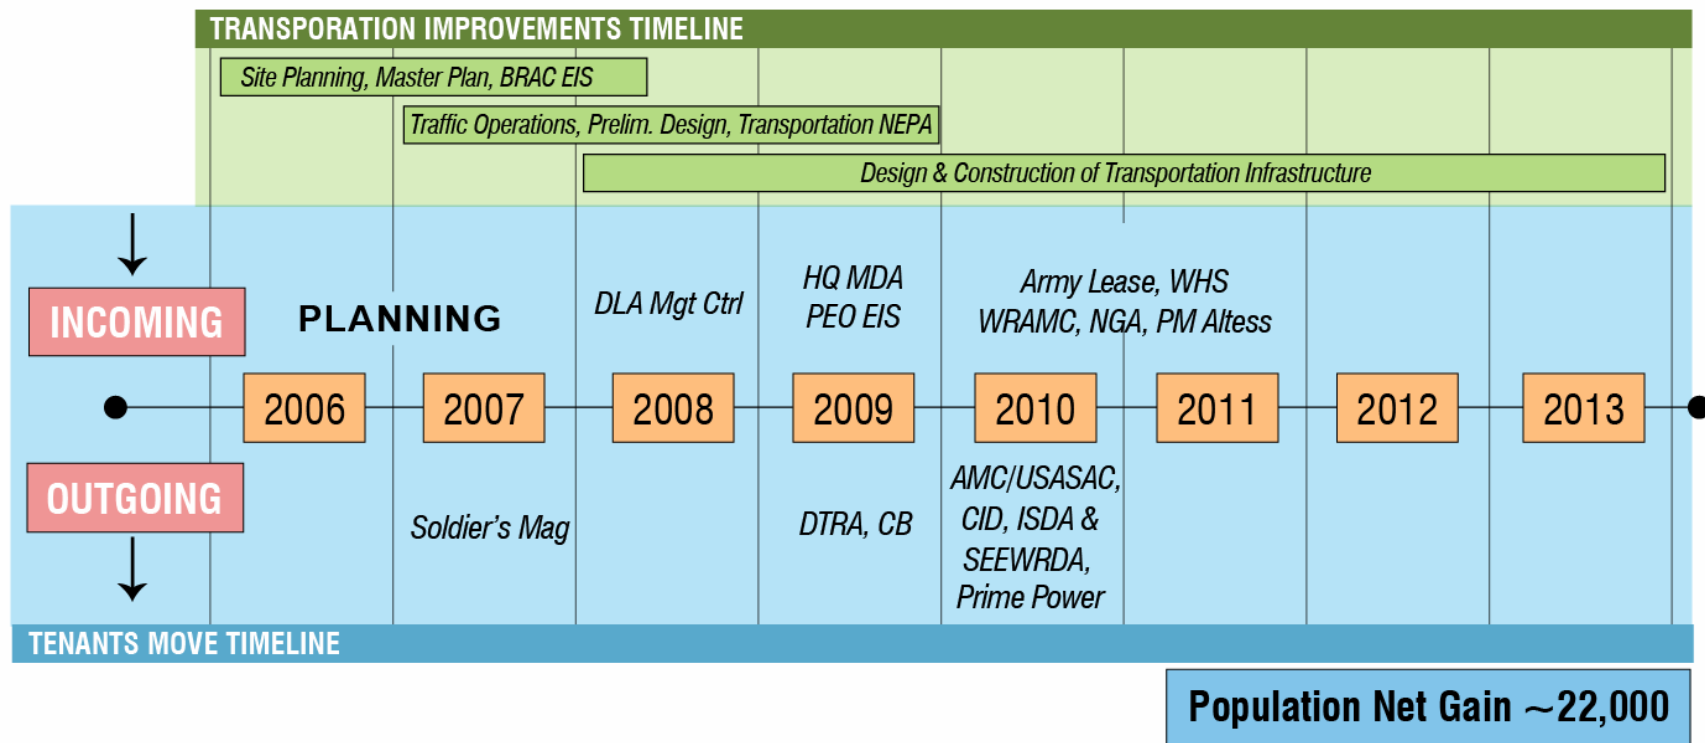 TRANSPORATION IMPROVEMENTS TIMELINE
Site Planning, Master Plan, BRAC EIS
Traffic Operations, Prelim. Design, Transportation NEPA
Design & Construction of Transportation Infrastructure
INCOMING
PLANNING
DLA Mgt Ctrl
HQ MDA
PEO EIS
Army Lease, WHS
WRAMC, NGA, PM Altess
2006
2007
2008
2009
2010
2011
2012
2013
OUTGOING
Soldier's Mag
DTRA, CB
AMC/USASAC,
CID, ISDA &
SEEWRDA,
Prime Power
TENANTS MOVE TIMELINE
Population Net Gain ~22,000